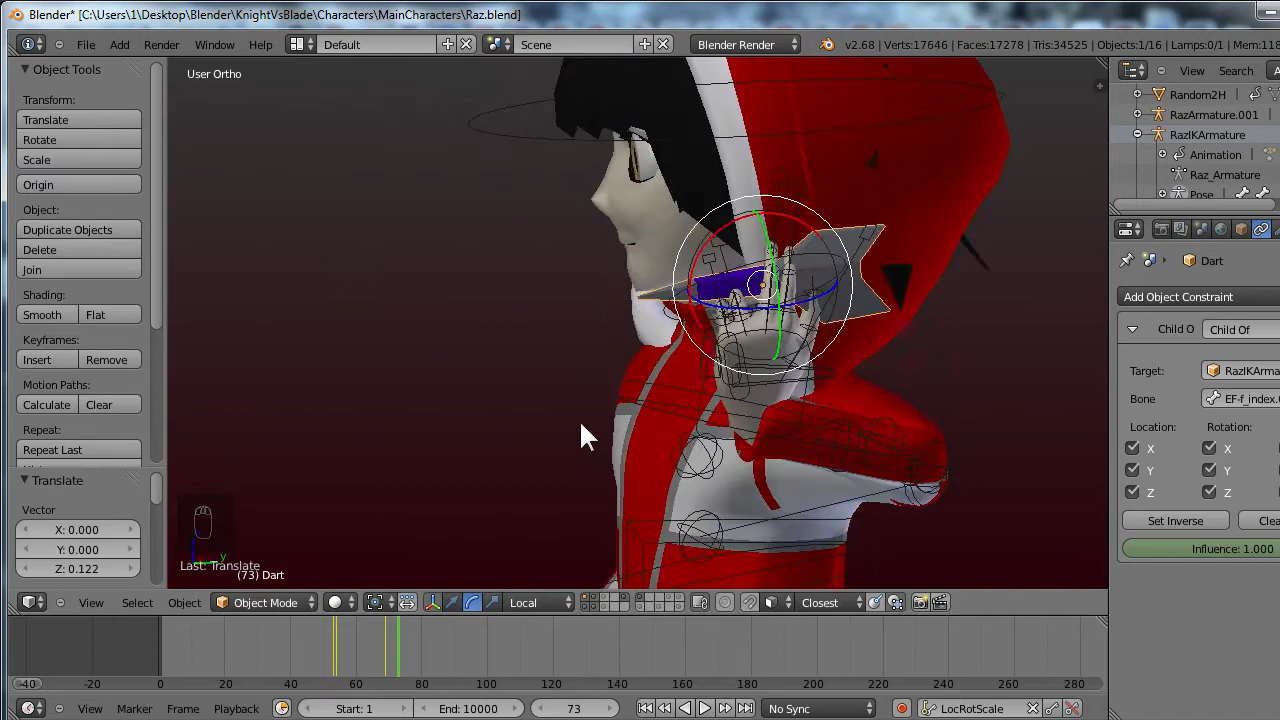 Blender* [C:\Users\1\Desktop\Blender\KnightVsBlade\Characters\MainCharacters\Raz.blend]
File Add Render Window Help Default Scene Blender Render v2.68 | Verts:17646 | Faces:17278 | Tris:34525 | Objects:1/16 | Lamps:0/1 | Mem:118
Object Tools
Transform:
Translate
Rotate
Scale
Origin
Object:
Duplicate Objects
Delete
Join
Shading:
Smooth Flat
Keyframes:
Insert Remove
Motion Paths:
Calculate Clear
Repeat:
Repeat Last
Translate
Vector
X: 0.000
Y: 0.000
Z: 0.122
User Ortho
y
Last: Translate
(73) Dart
View Search
Random2H
RazArmature.001
RazIKArmature
Animation
Raz_Armature
Pose
Dart
Add Object Constraint
Child O Child Of
Target: RazIKArma
Bone: EF-f_index.
Location: Rotation:
X X
Y Y
Z Z
Set Inverse Clea
Influence: 1.000
View Select Object Object Mode Local Closest
-40 -20 0 20 40 60 80 100 120 140 160 180 200 220 240 260 280
View Marker Frame Playback Start: 1 End: 10000 73 No Sync LocRotScale